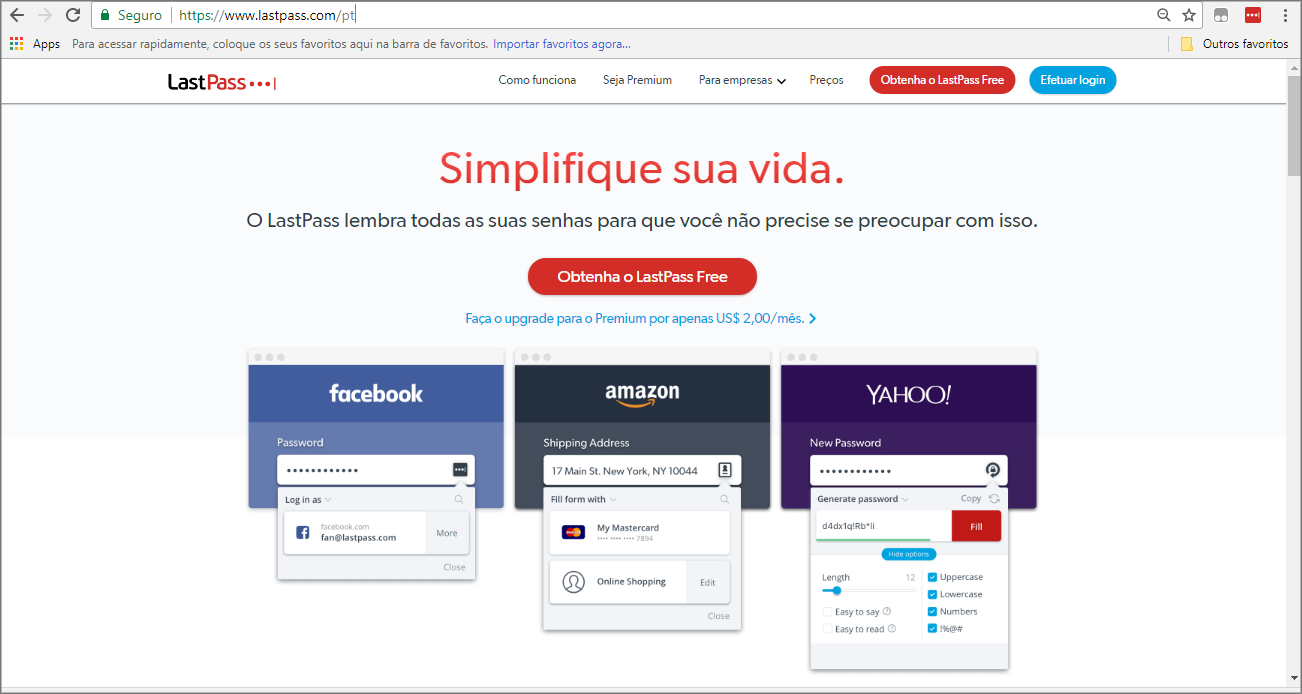 Seguro https://www.lastpass.com/pt
Apps Para acessar rapidamente, coloque os seus favoritos aqui na barra de favoritos. Importar favoritos agora... Outros favoritos
LastPass Como funciona Seja Premium Para empresas Preços Obtenha o LastPass Free Efetuar login
Simplifique sua vida.
O LastPass lembra todas as suas senhas para que você não precise se preocupar com isso.
Obtenha o LastPass Free
Faça o upgrade para o Premium por apenas US$ 2,00/mês.
facebook
Password
Log in as
facebook.com
fan@lastpass.com
More
Close
amazon
Shipping Address
17 Main St. New York, NY 10044
Fill form with
My Mastercard
•••• •••• •••• 7894
Online Shopping
Edit
Close
YAHOO!
New Password
Generate password Copy
d4dx1q!Rb*li
Fill
Hide options
Length 12
Easy to say
Easy to read
Uppercase
Lowercase
Numbers
!%@#